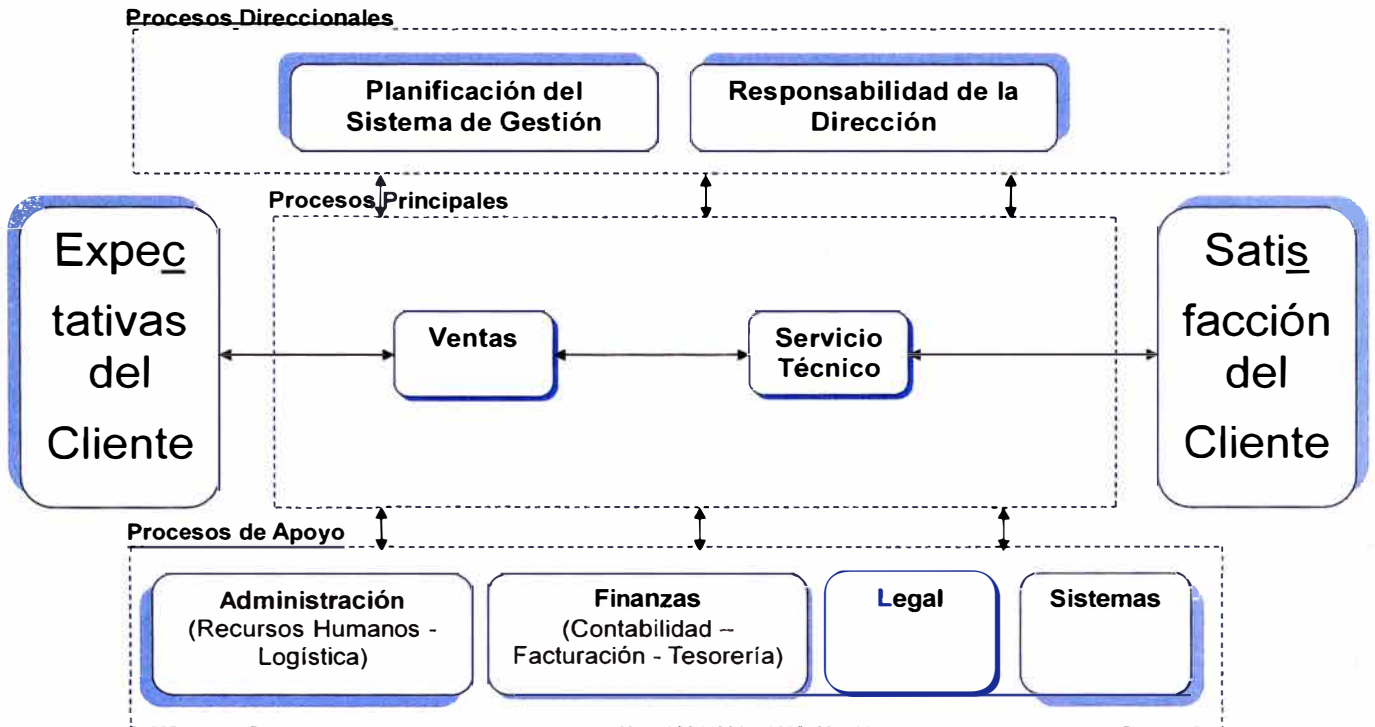 Procesos Direccionales
Planificación del
Sistema de Gestión
Responsabilidad de la
Dirección
Procesos Principales
Expec
tativas
del
Cliente
Ventas
Servicio
Técnico
Satis
facción
del
Cliente
Procesos de Apoyo
Administración
(Recursos Humanos -
Logística)
Finanzas
(Contabilidad –
Facturación - Tesorería)
Legal
Sistemas